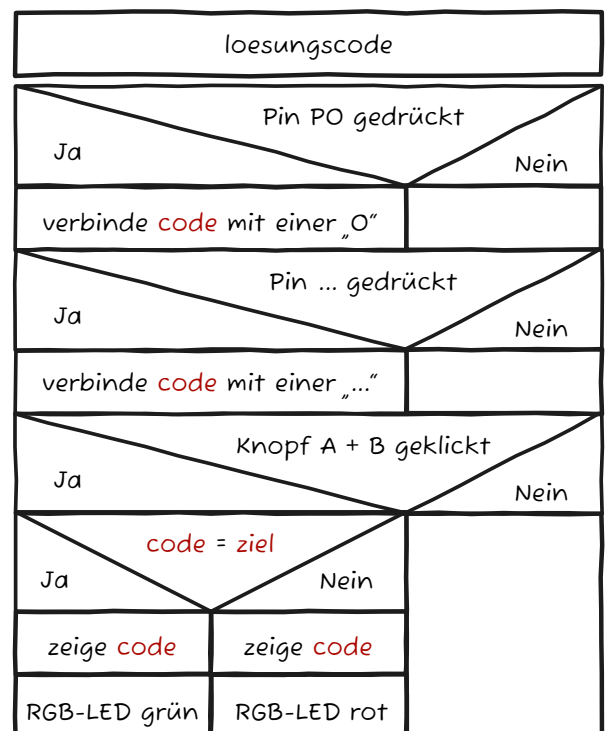 loesungscode
Pin P0 gedrückt
Ja
Nein
verbinde code mit einer „0“
Pin ... gedrückt
Ja
Nein
verbinde code mit einer „...“
Knopf A + B geklickt
Ja
Nein
code = ziel
Ja
Nein
zeige code
zeige code
RGB-LED grün
RGB-LED rot